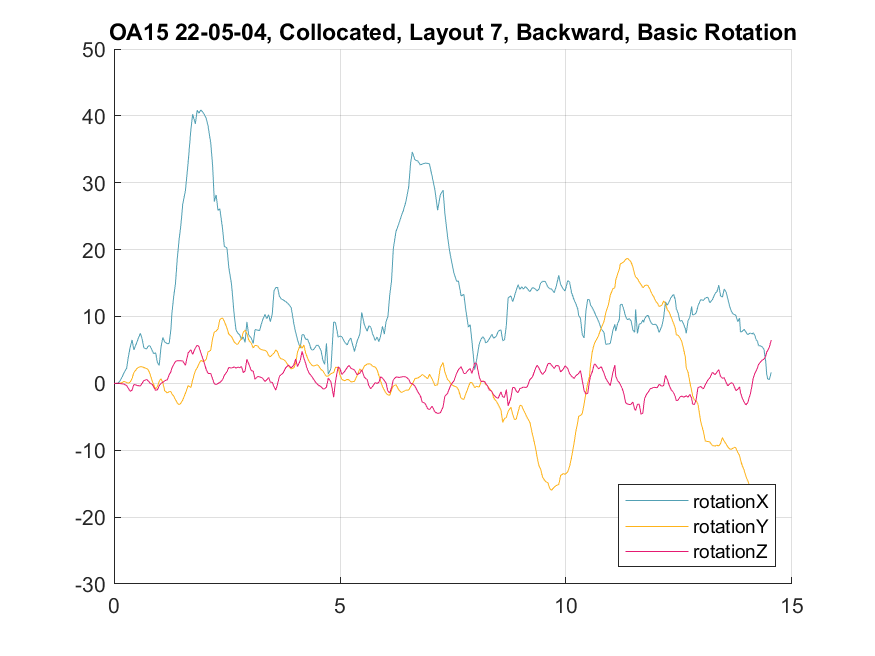 OA15 22-05-04, Collocated, Layout 7, Backward, Basic Rotation
50
40
30
20
10
0
-10
-20
-30
0 5 10 15
rotationX
rotationY
rotationZ